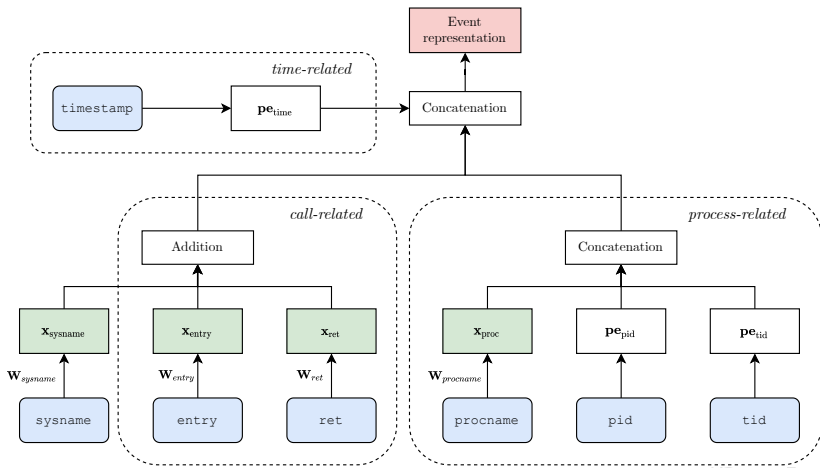 Event
representation
time-related
timestamp
pe_time
Concatenation
call-related
process-related
Addition
Concatenation
x_sysname
x_entry
x_ret
x_proc
pe_pid
pe_tid
W_sysname
W_entry
W_ret
W_procname
sysname
entry
ret
procname
pid
tid